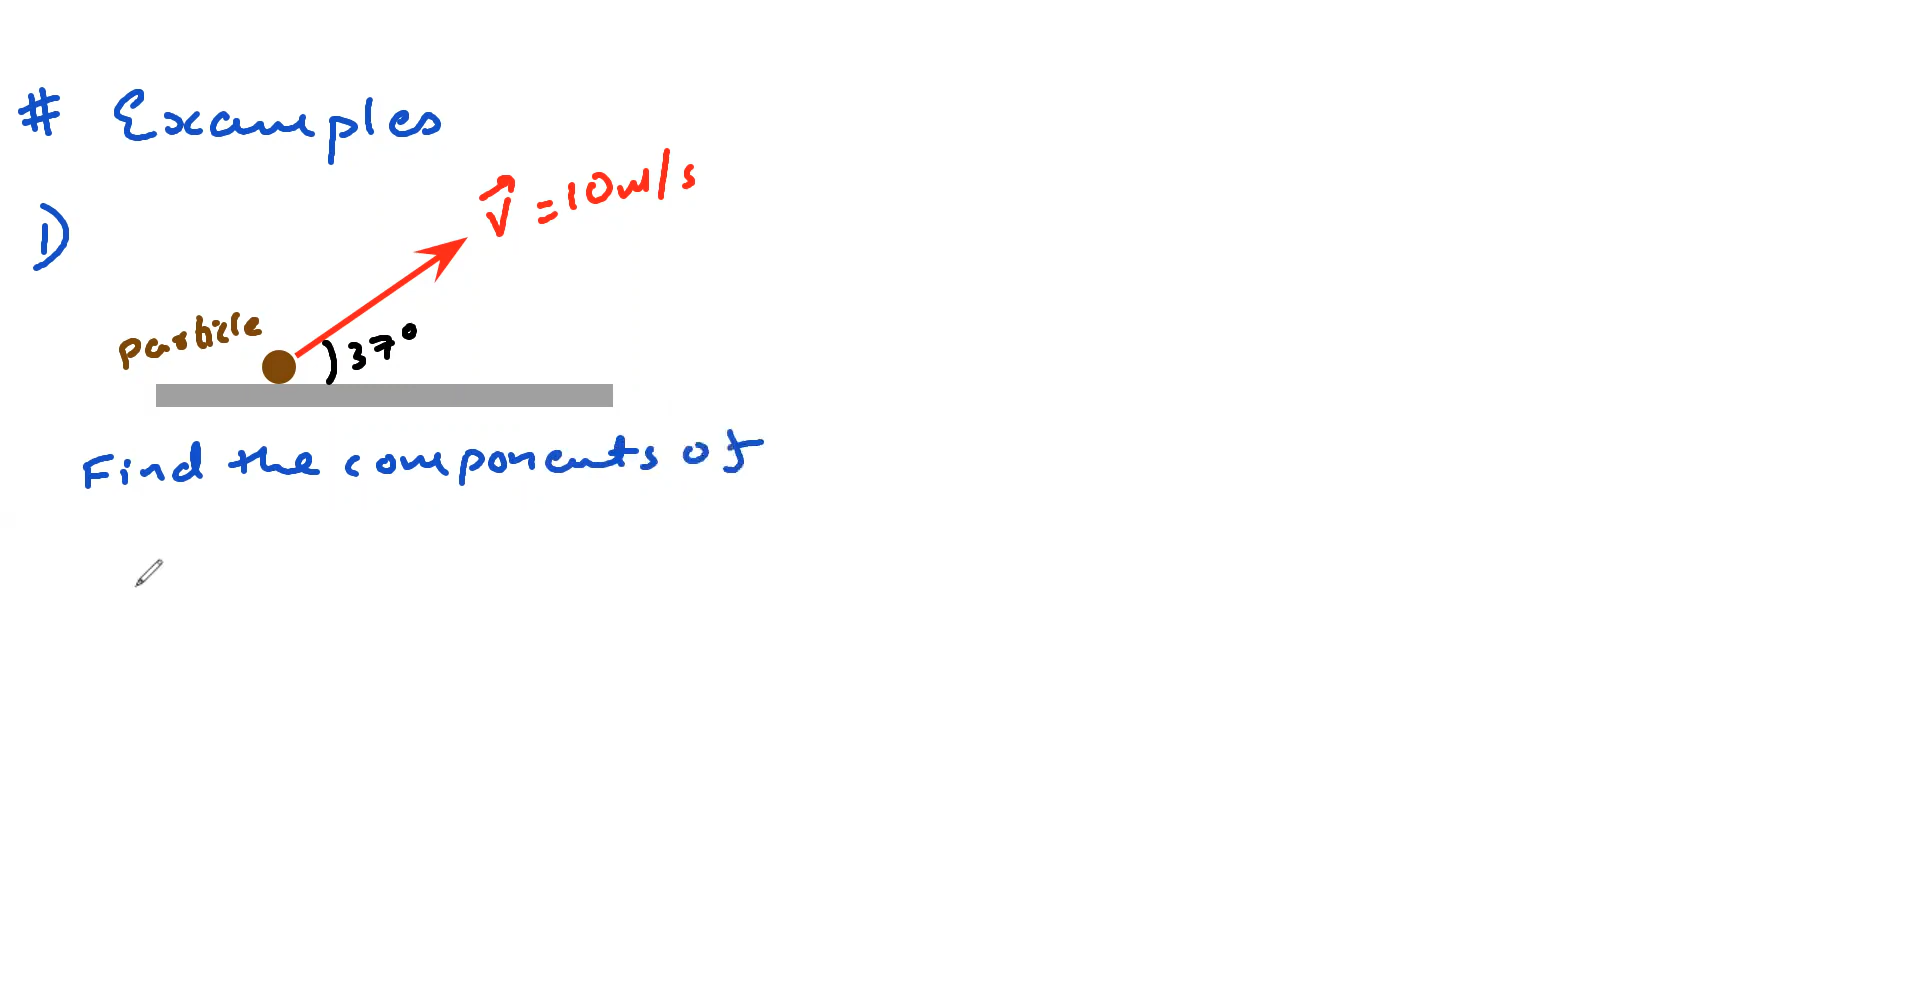 # Examples
1)
V⃗ = 10m/s
particle
37°
Find the components of